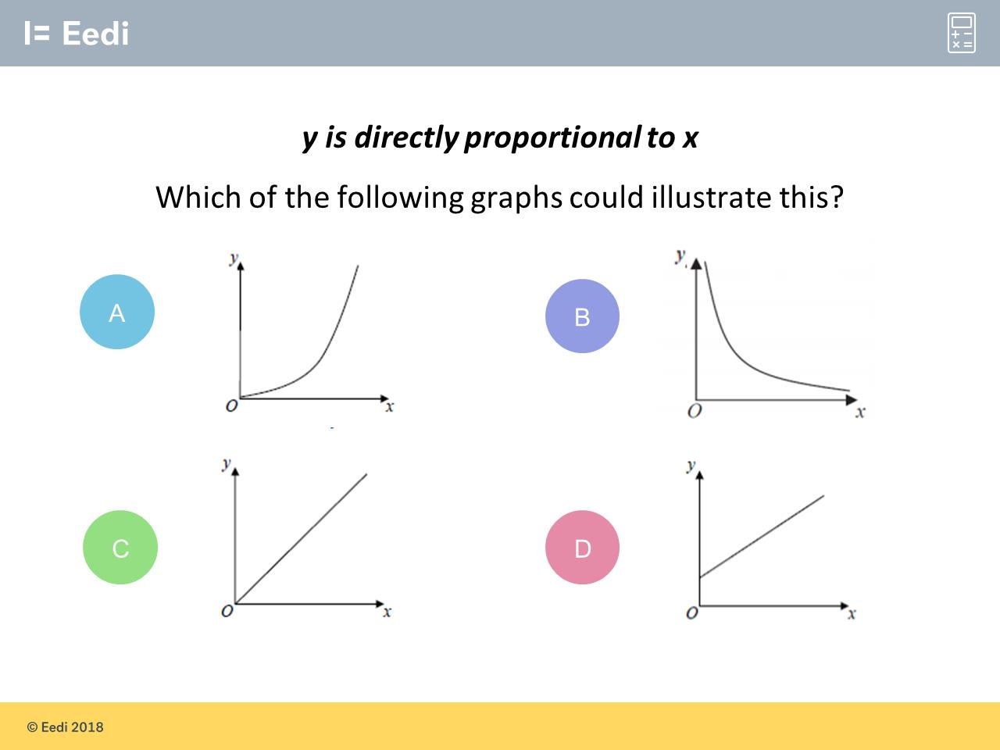 Eedi
y is directly proportional to x
Which of the following graphs could illustrate this?
A
y
O
x
B
y
O
x
C
y
O
x
D
y
O
x
© Eedi 2018